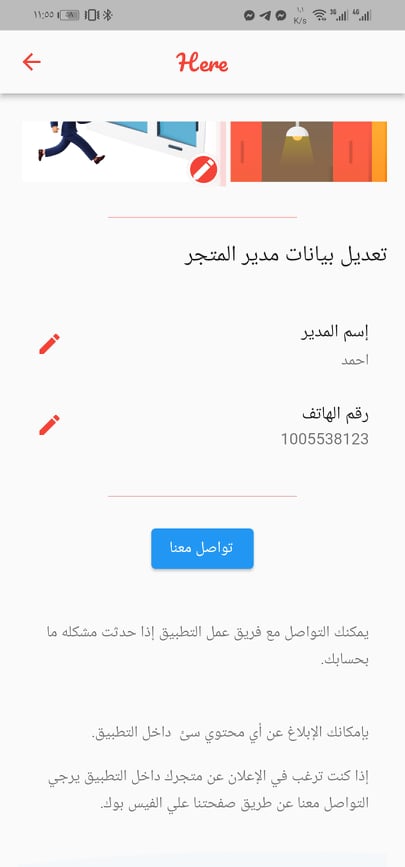 ١١:٥٥
٨٥
١٫١ K/s
3G
4G
Here
تعديل بيانات مدير المتجر
إسم المدير
احمد
رقم الهاتف
1005538123
تواصل معنا
يمكنك التواصل مع فريق عمل التطبيق إذا حدثت مشكله ما
بحسابك.
بإمكانك الإبلاغ عن أي محتوي سئ داخل التطبيق.
إذا كنت ترغب في الإعلان عن متجرك داخل التطبيق يرجي
التواصل معنا عن طريق صفحتنا علي الفيس بوك.